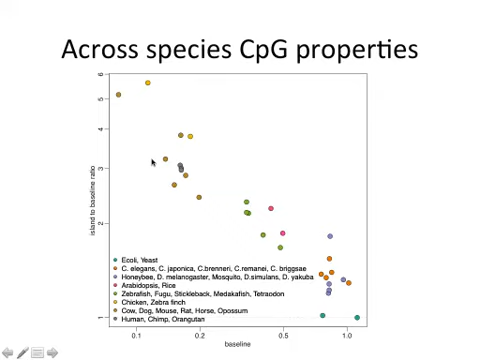 Across species CpG properties
6
5
4
3
2
1
island to baseline ratio
Ecoli, Yeast
C. elegans, C. japonica, C.brenneri, C.remanei, C. briggsae
Honeybee, D. melanogaster, Mosquito, D.simulans, D. yakuba
Arabidopsis, Rice
Zebrafish, Fugu, Stickleback, Medakafish, Tetraodon
Chicken, Zebra finch
Cow, Dog, Mouse, Rat, Horse, Opossum
Human, Chimp, Orangutan
0.1 0.2 0.5 1.0
baseline